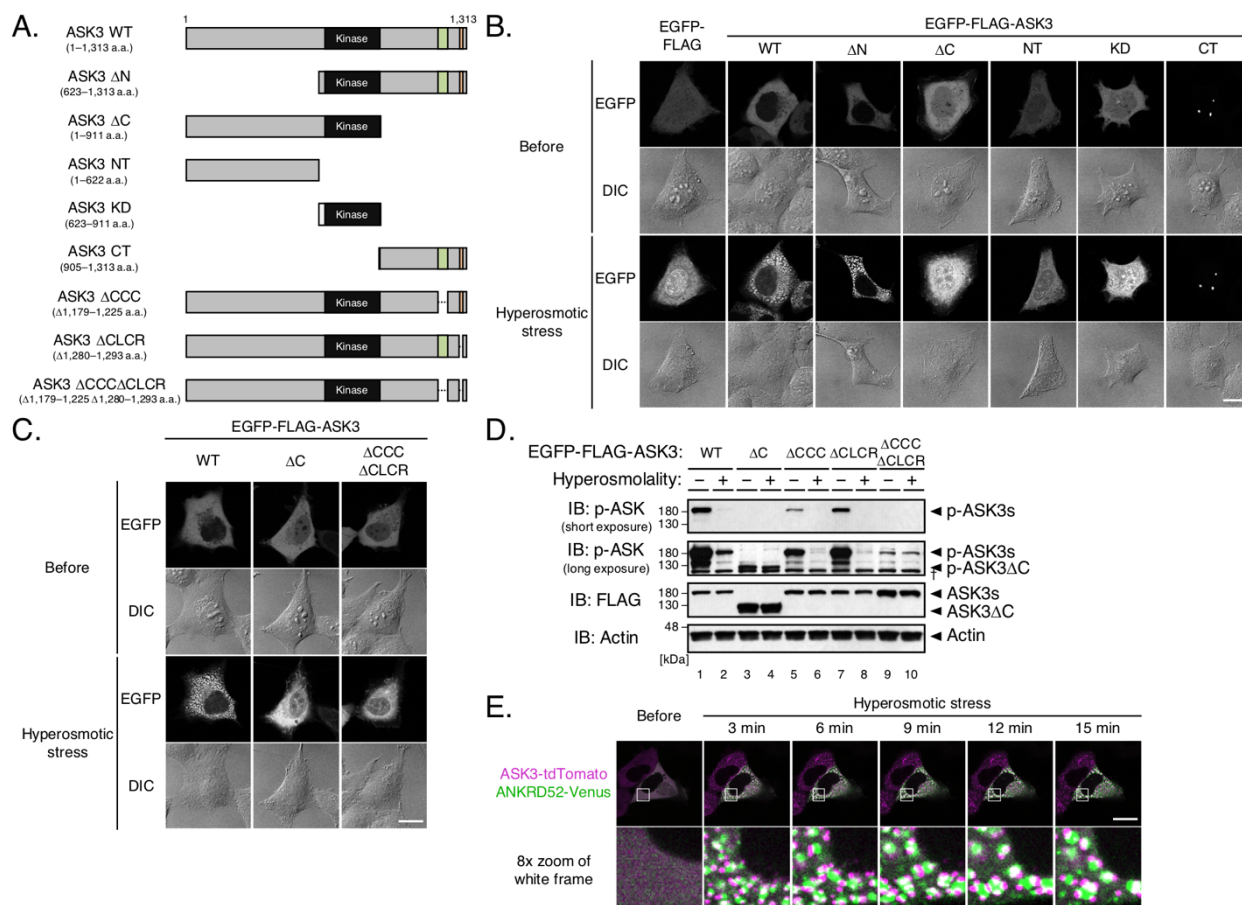 A.
1
1,313
ASK3 WT
(1–1,313 a.a.)
Kinase
ASK3 ΔN
(623–1,313 a.a.)
Kinase
ASK3 ΔC
(1–911 a.a.)
Kinase
ASK3 NT
(1–622 a.a.)
ASK3 KD
(623–911 a.a.)
Kinase
ASK3 CT
(905–1,313 a.a.)
ASK3 ΔCCC
(Δ1,179–1,225 a.a.)
Kinase
ASK3 ΔCLCR
(Δ1,280–1,293 a.a.)
Kinase
ASK3 ΔCCCΔCLCR
(Δ1,179–1,225 Δ1,280–1,293 a.a.)
Kinase
B.
EGFP-
FLAG
EGFP-FLAG-ASK3
WT ΔN ΔC NT KD CT
Before
EGFP
DIC
Hyperosmotic
stress
EGFP
DIC
C.
EGFP-FLAG-ASK3
WT ΔC ΔCCC
ΔCLCR
Before
EGFP
DIC
Hyperosmotic
stress
EGFP
DIC
D.
EGFP-FLAG-ASK3: WT ΔC ΔCCC ΔCLCR ΔCCC
ΔCLCR
Hyperosmolality: – + – + – + – + – +
IB: p-ASK
(short exposure)
180
130
p-ASK3s
IB: p-ASK
(long exposure)
180
130
p-ASK3s
p-ASK3ΔC
†
IB: FLAG
180
130
ASK3s
ASK3ΔC
IB: Actin
48
Actin
[kDa]
1 2 3 4 5 6 7 8 9 10
E.
Before
Hyperosmotic stress
3 min 6 min 9 min 12 min 15 min
ASK3-tdTomato
ANKRD52-Venus
8x zoom of
white frame